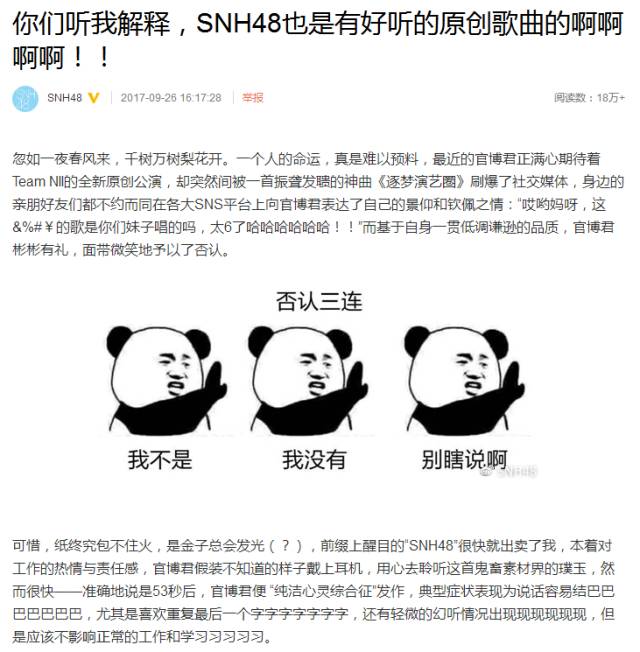 你们听我解释，SNH48也是有好听的原创歌曲的啊啊
啊啊！！
SNH48 2017-09-26 16:17:28 举报 阅读数：18万+
忽如一夜春风来，千树万树梨花开。一个人的命运，真是难以预料，最近的官博君正满心期待着
Team NII的全新原创公演，却突然间被一首振聋发聩的神曲《逐梦演艺圈》刷爆了社交媒体，身边的
亲朋好友们都不约而同在各大SNS平台上向官博君表达了自己的景仰和钦佩之情：“哎哟妈呀，这
&%#￥的歌是你们妹子唱的吗，太6了哈哈哈哈哈哈！！”而基于自身一贯低调谦逊的品质，官博君
彬彬有礼，面带微笑地予以了否认。
否认三连
我不是 我没有 别瞎说啊
SNH48
可惜，纸终究包不住火，是金子总会发光（？），前缀上醒目的“SNH48”很快就出卖了我，本着对
工作的热情与责任感，官博君假装不知道的样子戴上耳机，用心去聆听这首鬼畜素材界的璞玉，然
而很快——准确地说是53秒后，官博君便 “纯洁心灵综合征”发作，典型症状表现为说话容易结巴巴
巴巴巴巴巴，尤其是喜欢重复最后一个字字字字字字字，还有轻微的幻听情况出现现现现现现，但
是应该不影响正常的工作和学习习习习习。